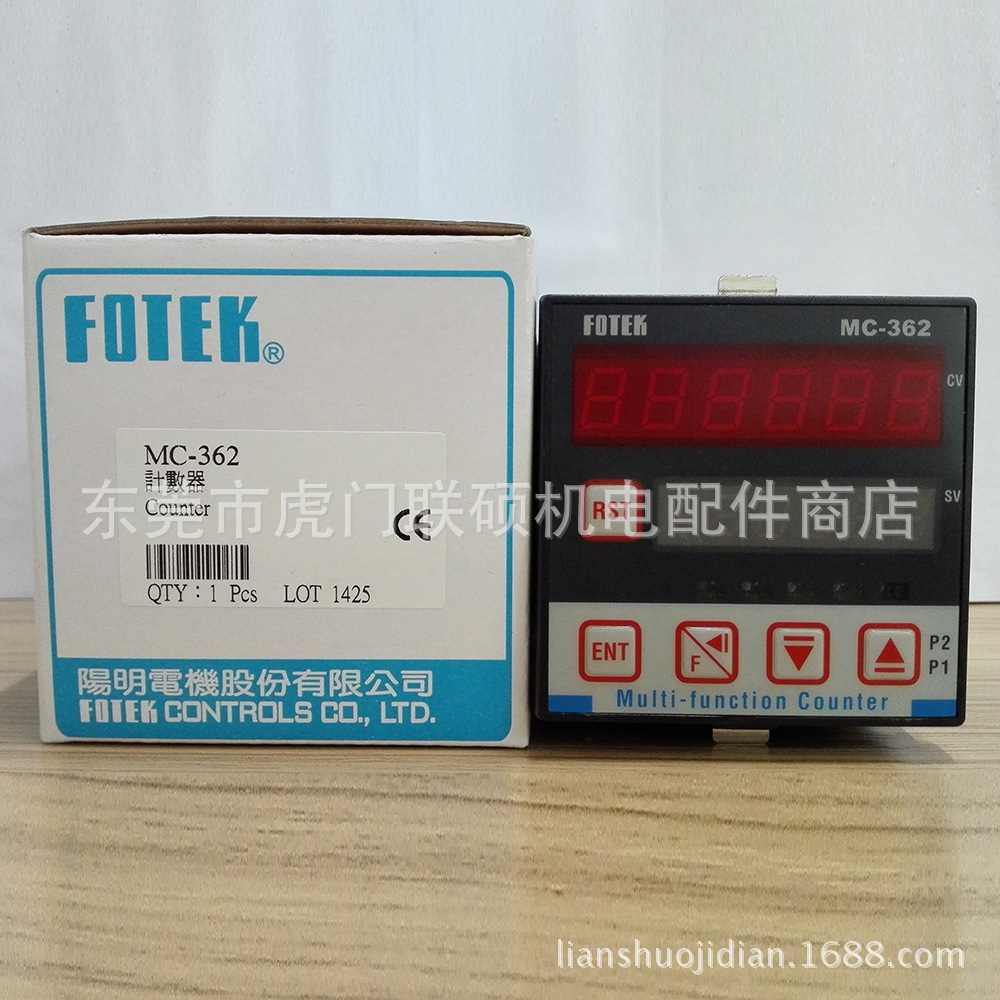 FOTEK®
MC-362
計數器
Counter
CE
QTY：1 Pcs LOT 1425
陽明電機股份有限公司
FOTEK CONTROLS CO., LTD.
FOTEK MC-362
CV
RST
SV
ENT
F
P2
P1
Multi-function Counter
东莞市虎门联硕机电配件商店
lianshuojidian.1688.com